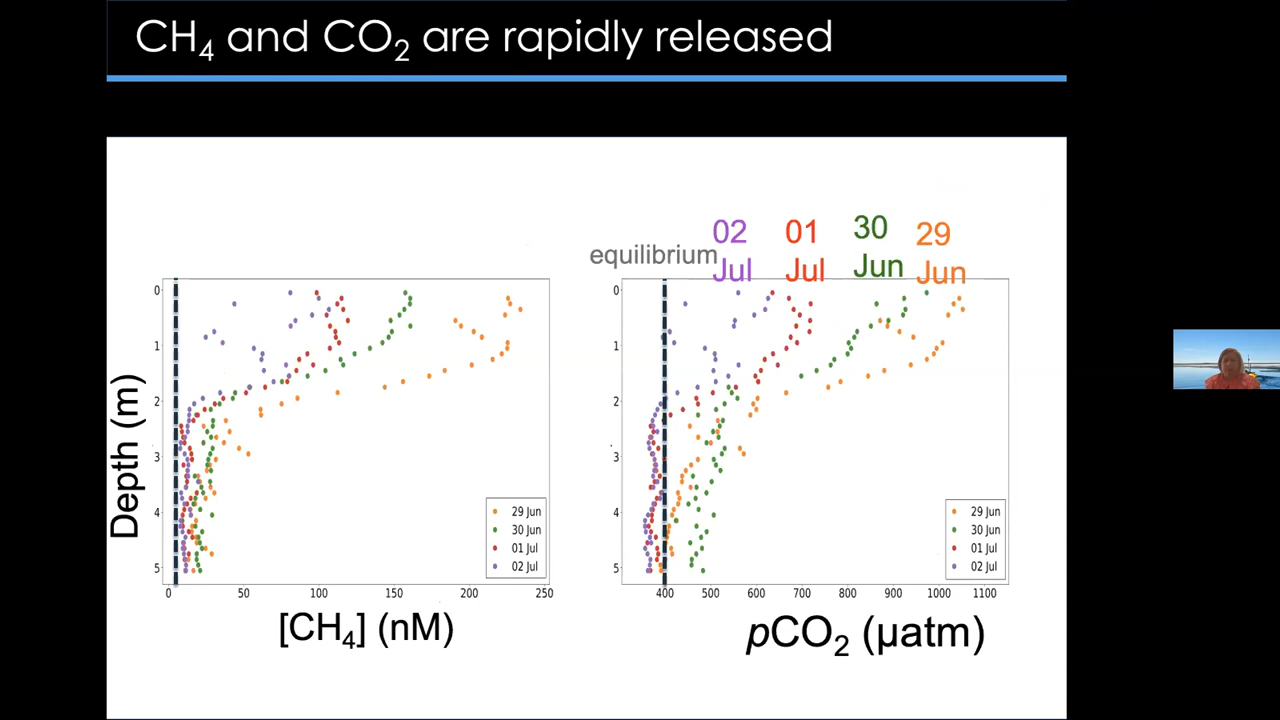 CH₄ and CO₂ are rapidly released
equilibrium
02 Jul
01 Jul
30 Jun
29 Jun
Depth (m)
0
1
2
3
4
5
0 50 100 150 200 250
[CH₄] (nM)
29 Jun
30 Jun
01 Jul
02 Jul
0
1
2
3
4
5
400 500 600 700 800 900 1000 1100
pCO₂ (μatm)
29 Jun
30 Jun
01 Jul
02 Jul